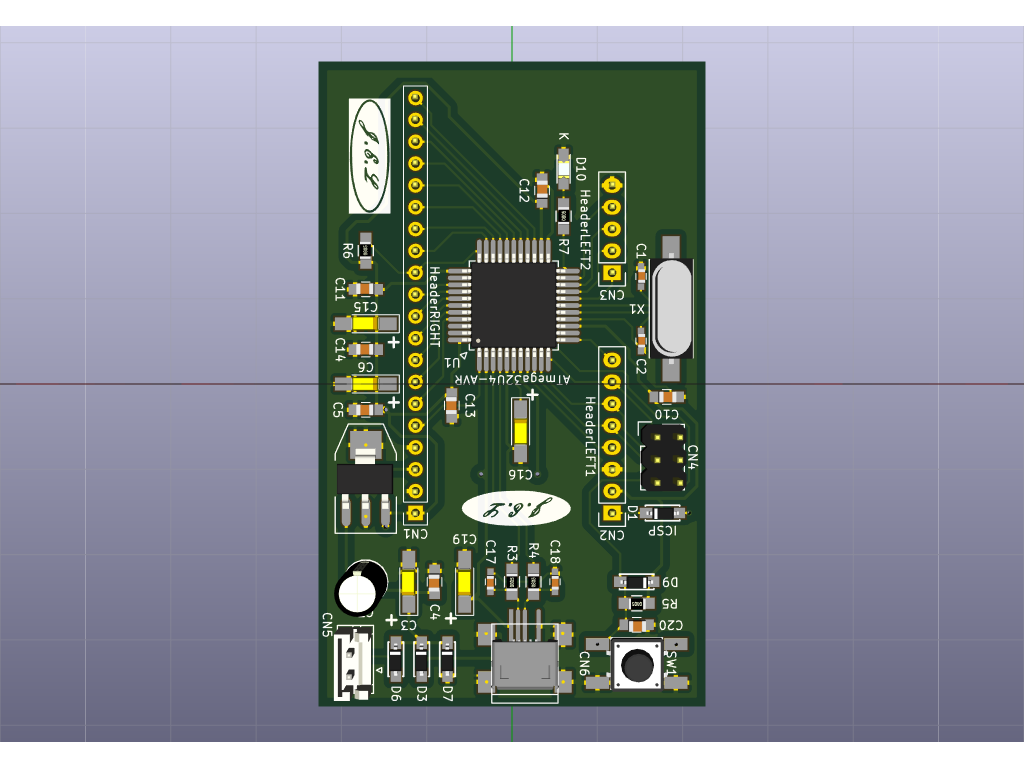 K
D10
C12
HeaderLEFT2
R7
R6
C1
CN3
C11
HeaderRIGHT
C15
X1
C14
U1
C2
C6
ATmega32U4-AVR
C5
C13
HeaderLEFT1
C10
CN4
C16
J.C.L
D1
CN1
CN2
ICSP
C19
C17
R3
R4
C18
D9
C4
R5
C3
CN5
C20
CN6
SW1
D6
D3
D7